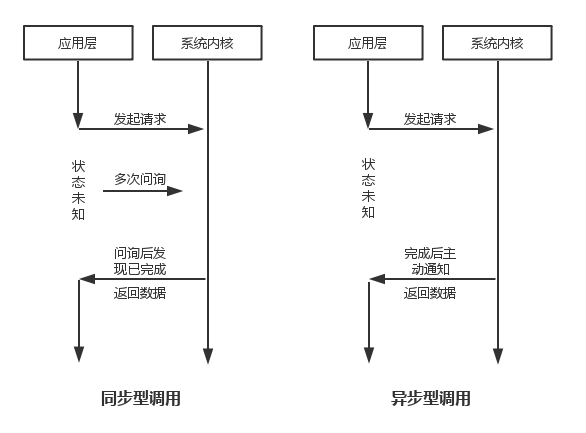 应用层
系统内核
发起请求
状
态
未
知
多次问询
问询后发
现已完成
返回数据
同步型调用
应用层
系统内核
发起请求
状
态
未
知
完成后主
动通知
返回数据
异步型调用